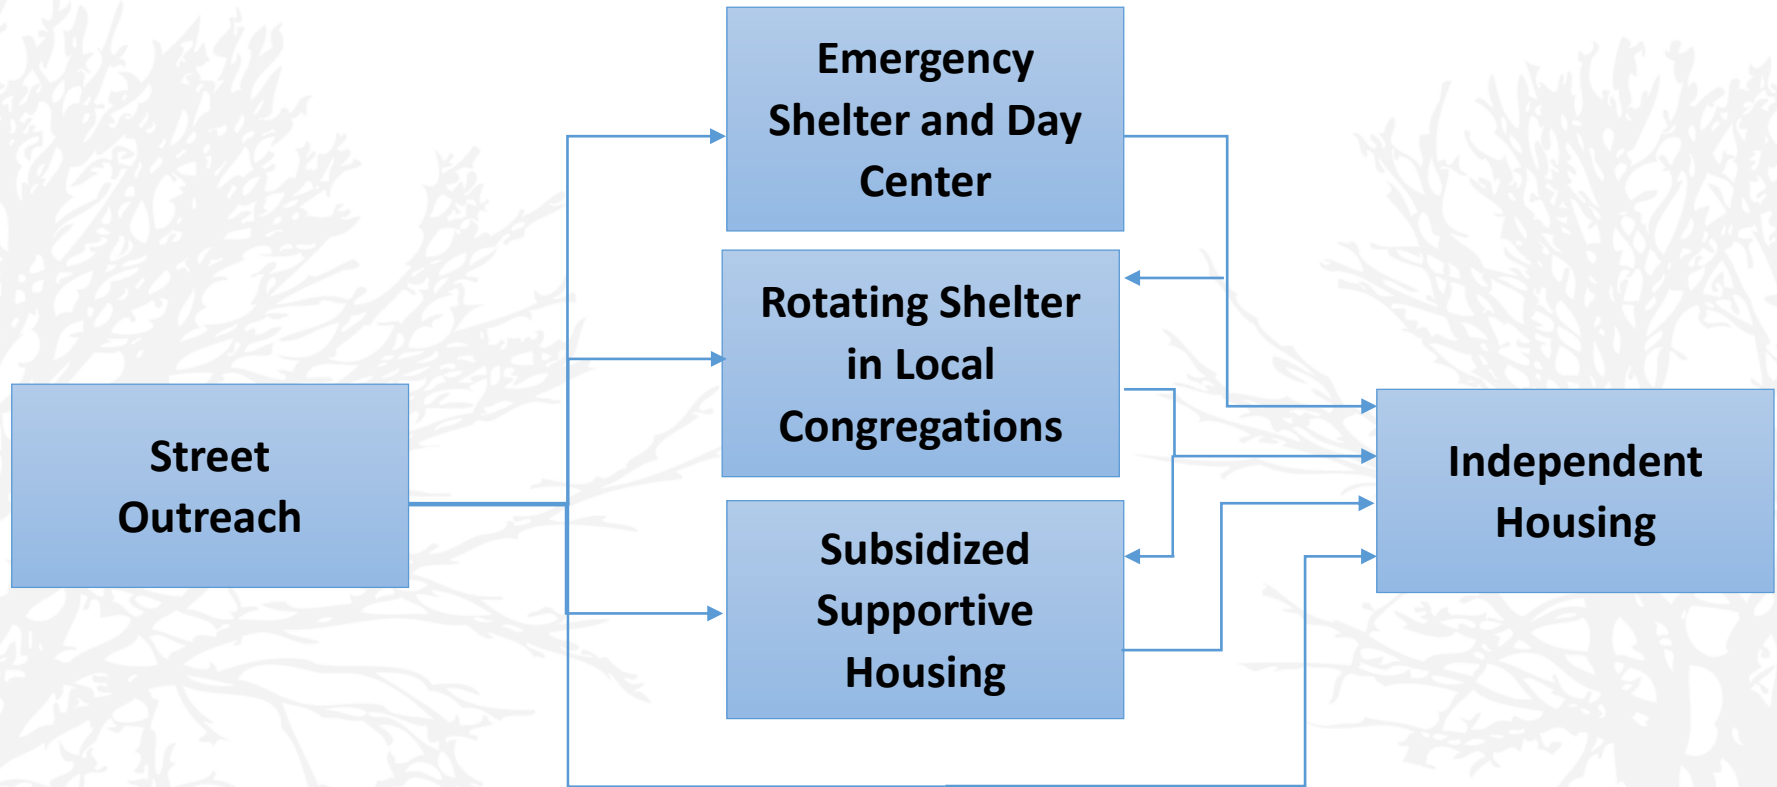 Emergency
Shelter and Day
Center
Rotating Shelter
in Local
Congregations
Street
Outreach
Independent
Housing
Subsidized
Supportive
Housing